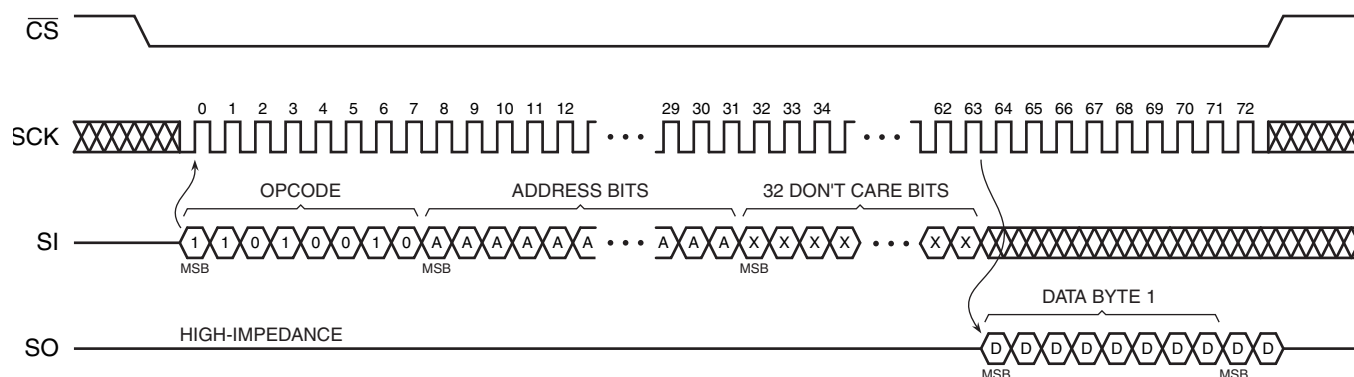 CS
0 1 2 3 4 5 6 7 8 9 10 11 12 29 30 31 32 33 34 62 63 64 65 66 67 68 69 70 71 72
SCK
OPCODE ADDRESS BITS 32 DON'T CARE BITS
SI 1 1 0 1 0 0 1 0 A A A A A A A A A X X X X X X
MSB MSB MSB
DATA BYTE 1
HIGH-IMPEDANCE
SO D D D D D D D D D D
MSB MSB